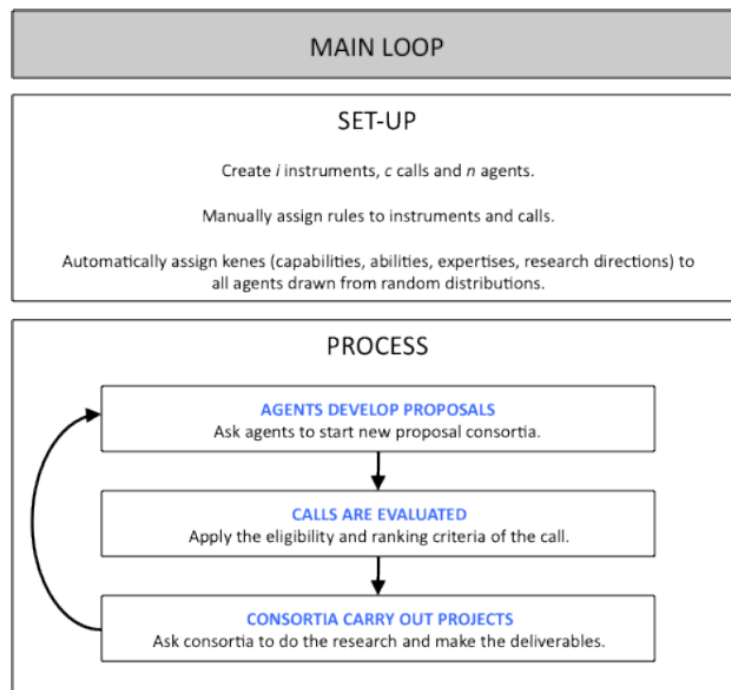 MAIN LOOP
SET-UP
Create i instruments, c calls and n agents.
Manually assign rules to instruments and calls.
Automatically assign kenes (capabilities, abilities, expertises, research directions) to
all agents drawn from random distributions.
PROCESS
AGENTS DEVELOP PROPOSALS
Ask agents to start new proposal consortia.
CALLS ARE EVALUATED
Apply the eligibility and ranking criteria of the call.
CONSORTIA CARRY OUT PROJECTS
Ask consortia to do the research and make the deliverables.